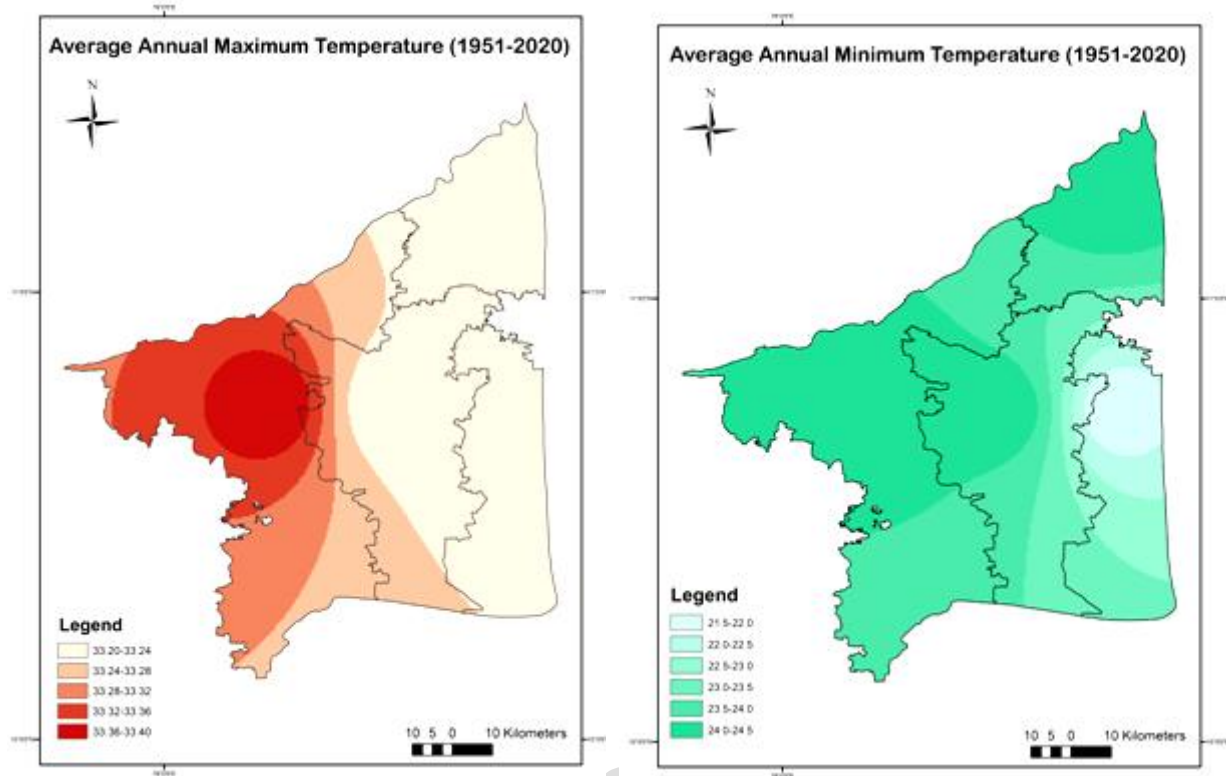 Average Annual Maximum Temperature (1951-2020)
N
Legend
33 20-33 24
33 24-33 28
33 28-33 32
33 32-33 36
33 36-33 40
10 5 0 10 Kilometers
Average Annual Minimum Temperature (1951-2020)
N
Legend
21 5-22 0
22 0-22 5
22 5-23 0
23 0-23 5
23 5-24 0
24 0-24 5
10 5 0 10 Kilometers